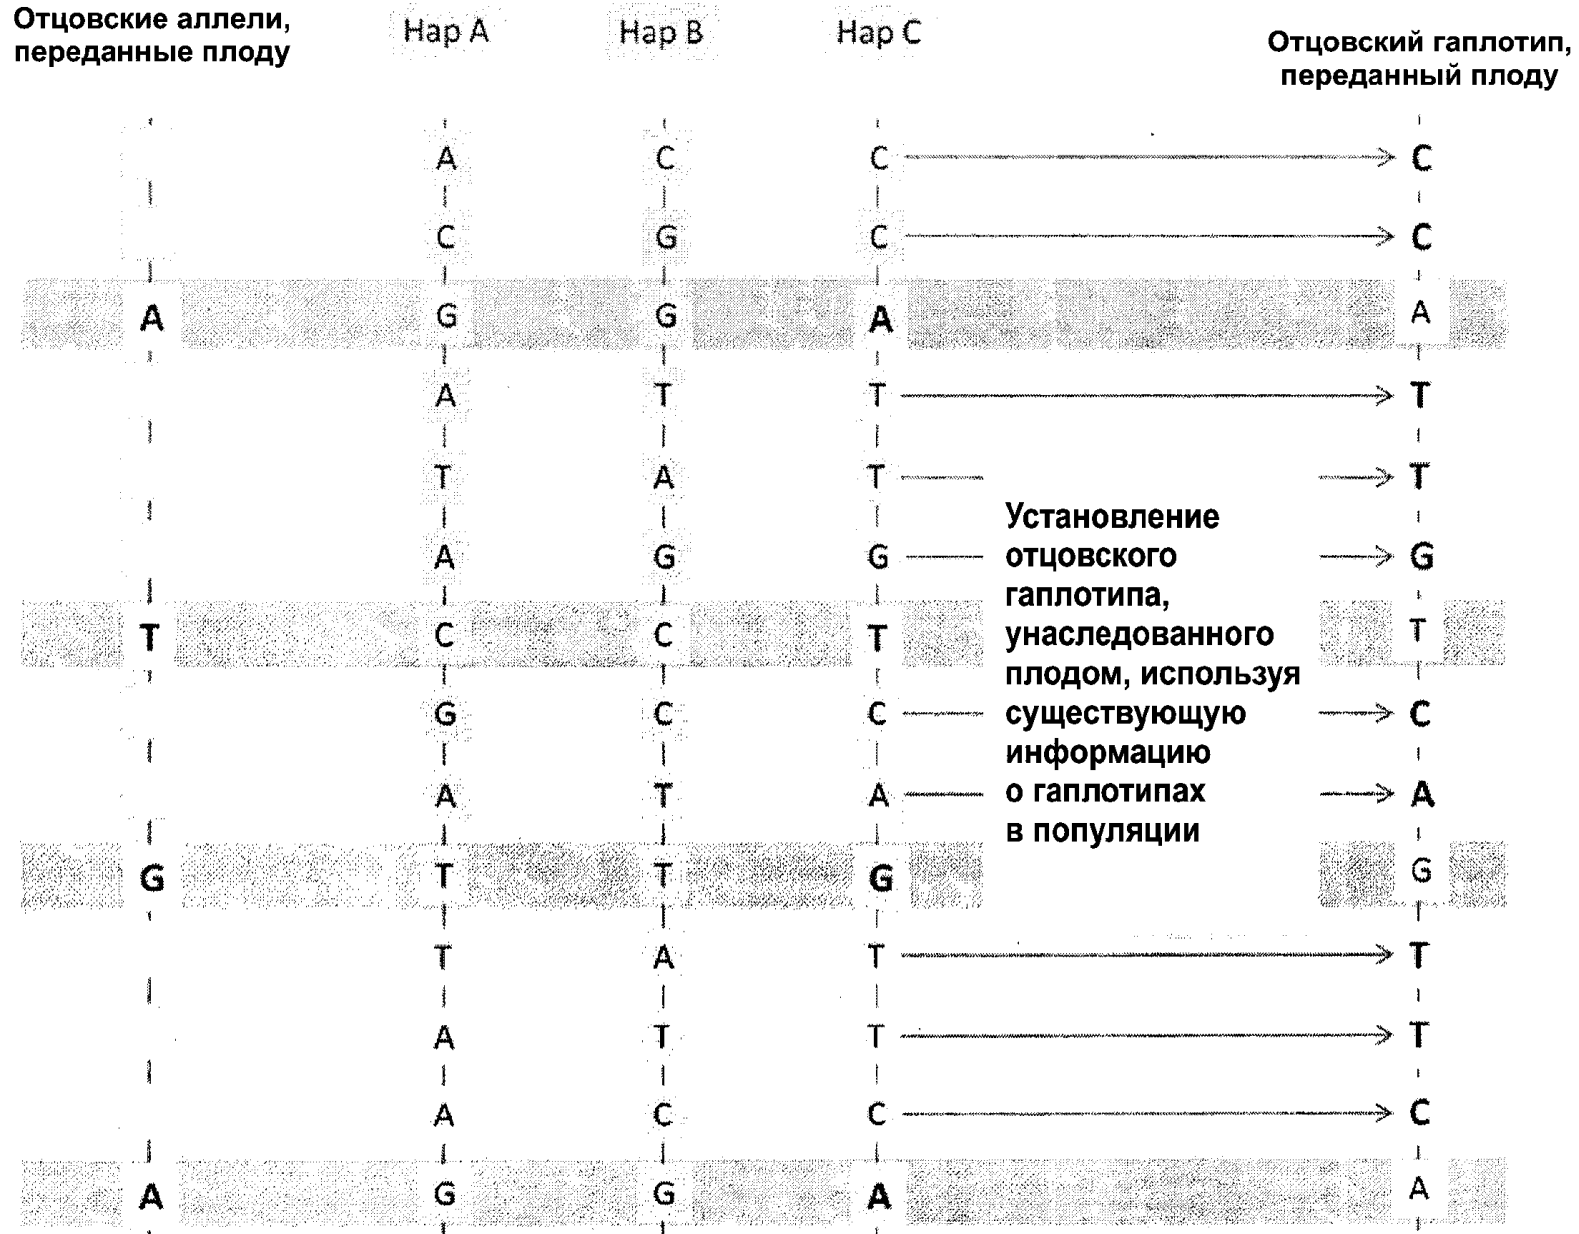 Отцовские аллели,
переданные плоду
Hap A
Hap B
Hap C
Отцовский гаплотип,
переданный плоду
A C C C
C G C C
A G G A A
A T T T
T A T T
A G G G
T C C T T
G C C C
A T A A
G T T G G
T A T T
A T T T
A C C C
A G G A A
Установление
отцовского
гаплотипа,
унаследованного
плодом, используя
существующую
информацию
о гаплотипах
в популяции